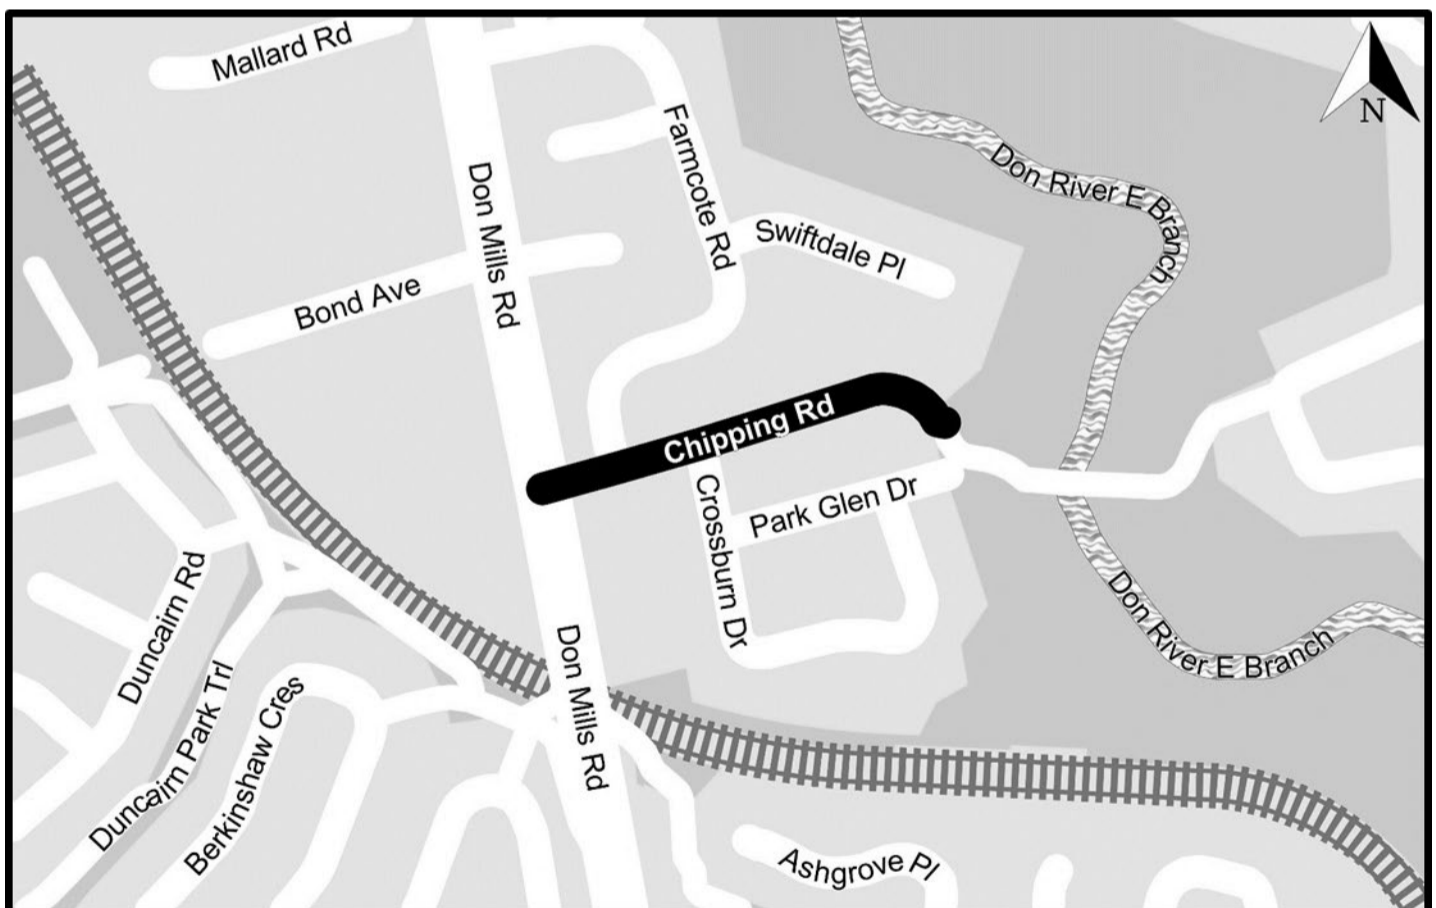 Mallard Rd
N
Farmcote Rd
Don River E Branch
Don Mills Rd
Swiftdale Pl
Bond Ave
Chipping Rd
Crossburn Dr
Park Glen Dr
Duncairn Rd
Don River E Branch
Don Mills Rd
Duncairn Park Trl
Berkinshaw Cres
Ashgrove Pl